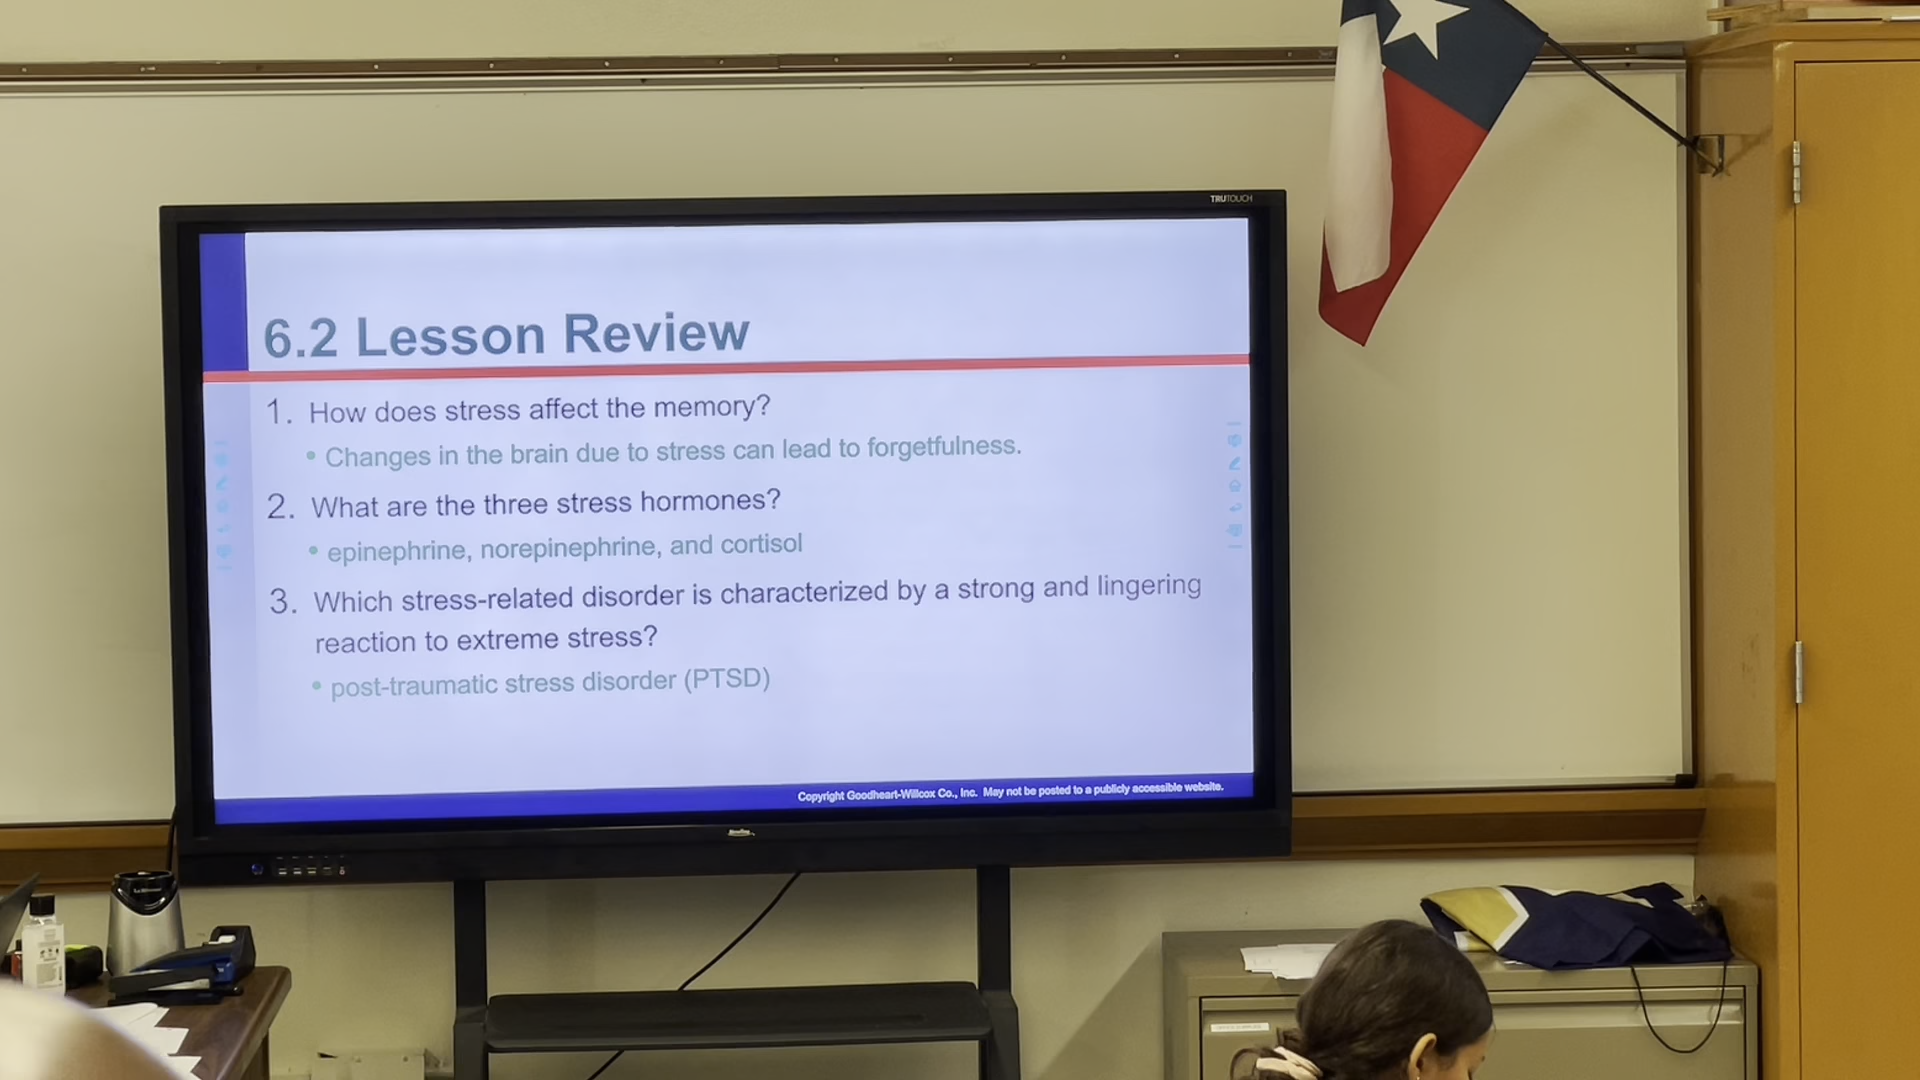 TRUTOUCH
6.2 Lesson Review
1. How does stress affect the memory?
• Changes in the brain due to stress can lead to forgetfulness.
2. What are the three stress hormones?
• epinephrine, norepinephrine, and cortisol
3. Which stress-related disorder is characterized by a strong and lingering
reaction to extreme stress?
• post-traumatic stress disorder (PTSD)
Copyright Goodheart-Willcox Co., Inc. May not be posted to a publicly accessible website.